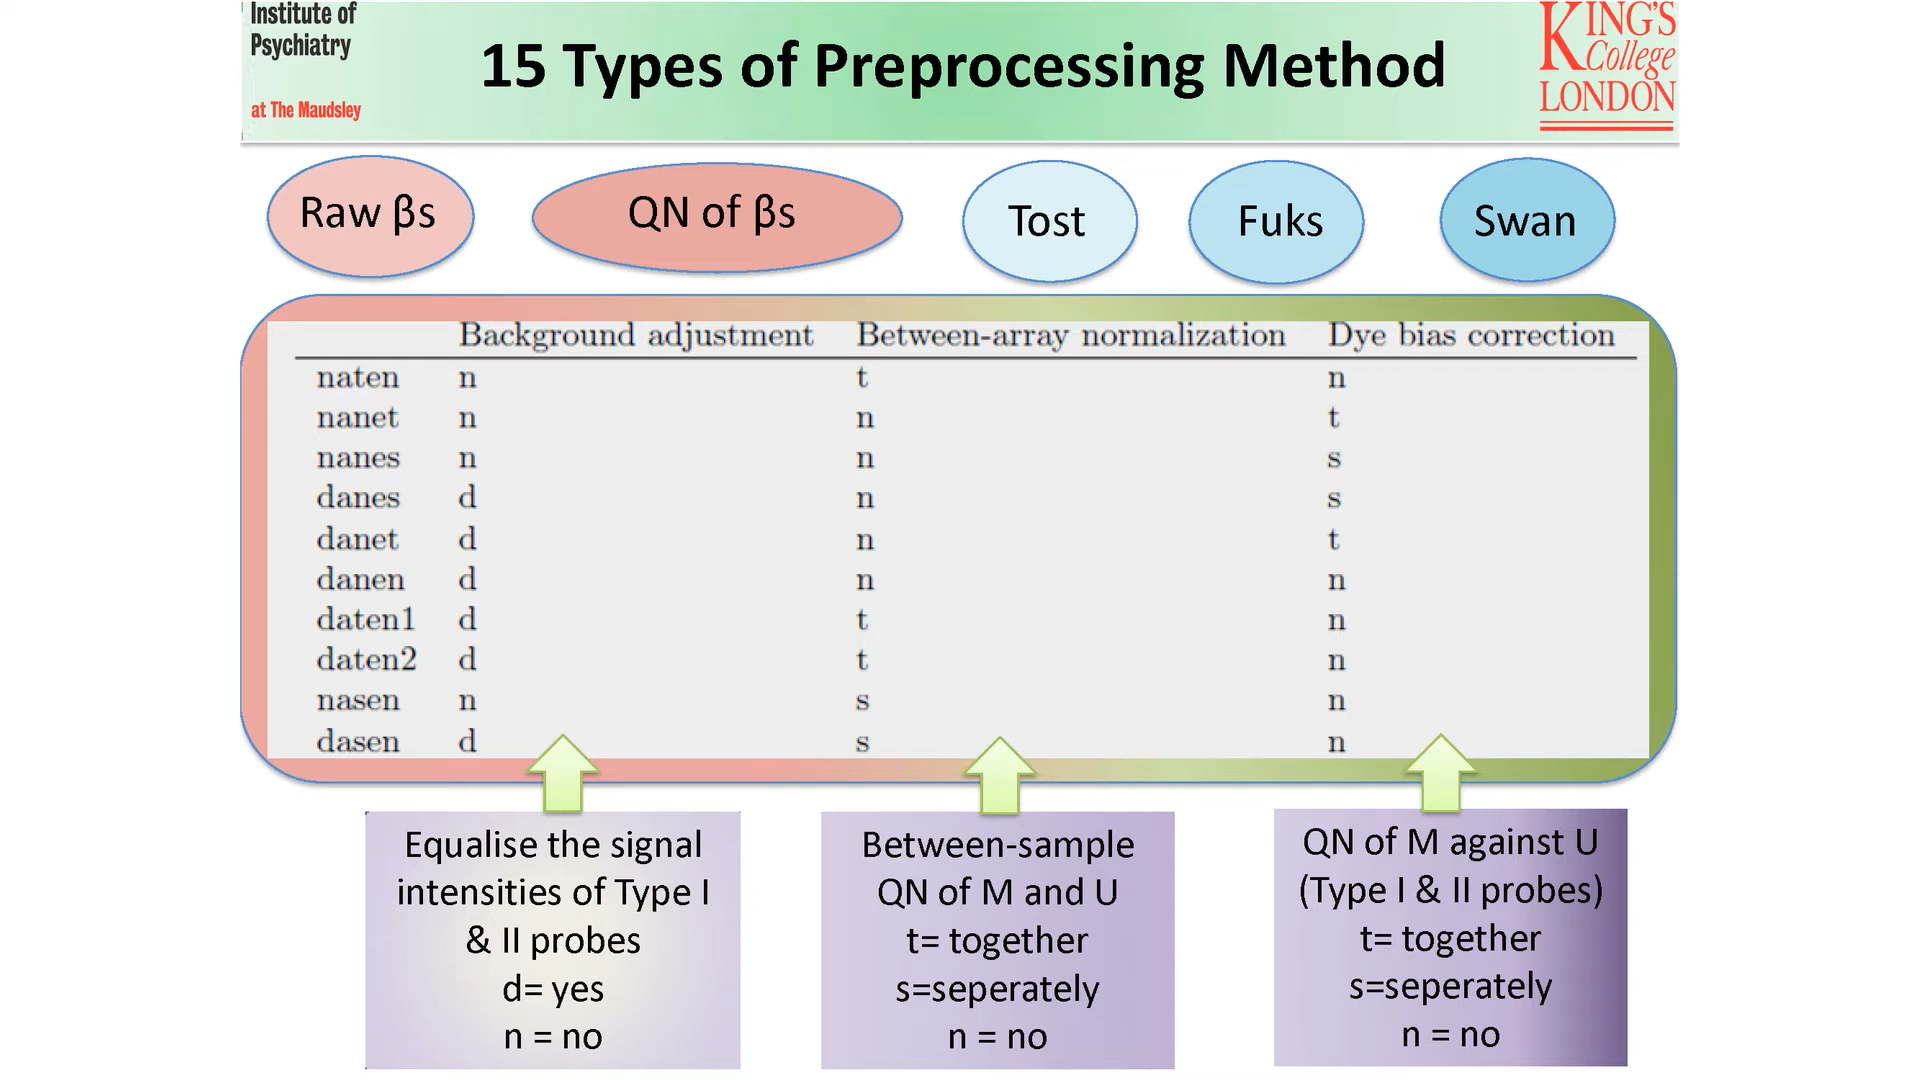 Institute of
Psychiatry
at The Maudsley
15 Types of Preprocessing Method
KING'S
College
LONDON
Raw βs
QN of βs
Tost
Fuks
Swan
Background adjustment Between-array normalization Dye bias correction
naten n t n
nanet n n t
nanes n n s
danes d n s
danet d n t
danen d n n
daten1 d t n
daten2 d t n
nasen n s n
dasen d s n
Equalise the signal
intensities of Type I
& II probes
d= yes
n = no
Between-sample
QN of M and U
t= together
s=seperately
n = no
QN of M against U
(Type I & II probes)
t= together
s=seperately
n = no